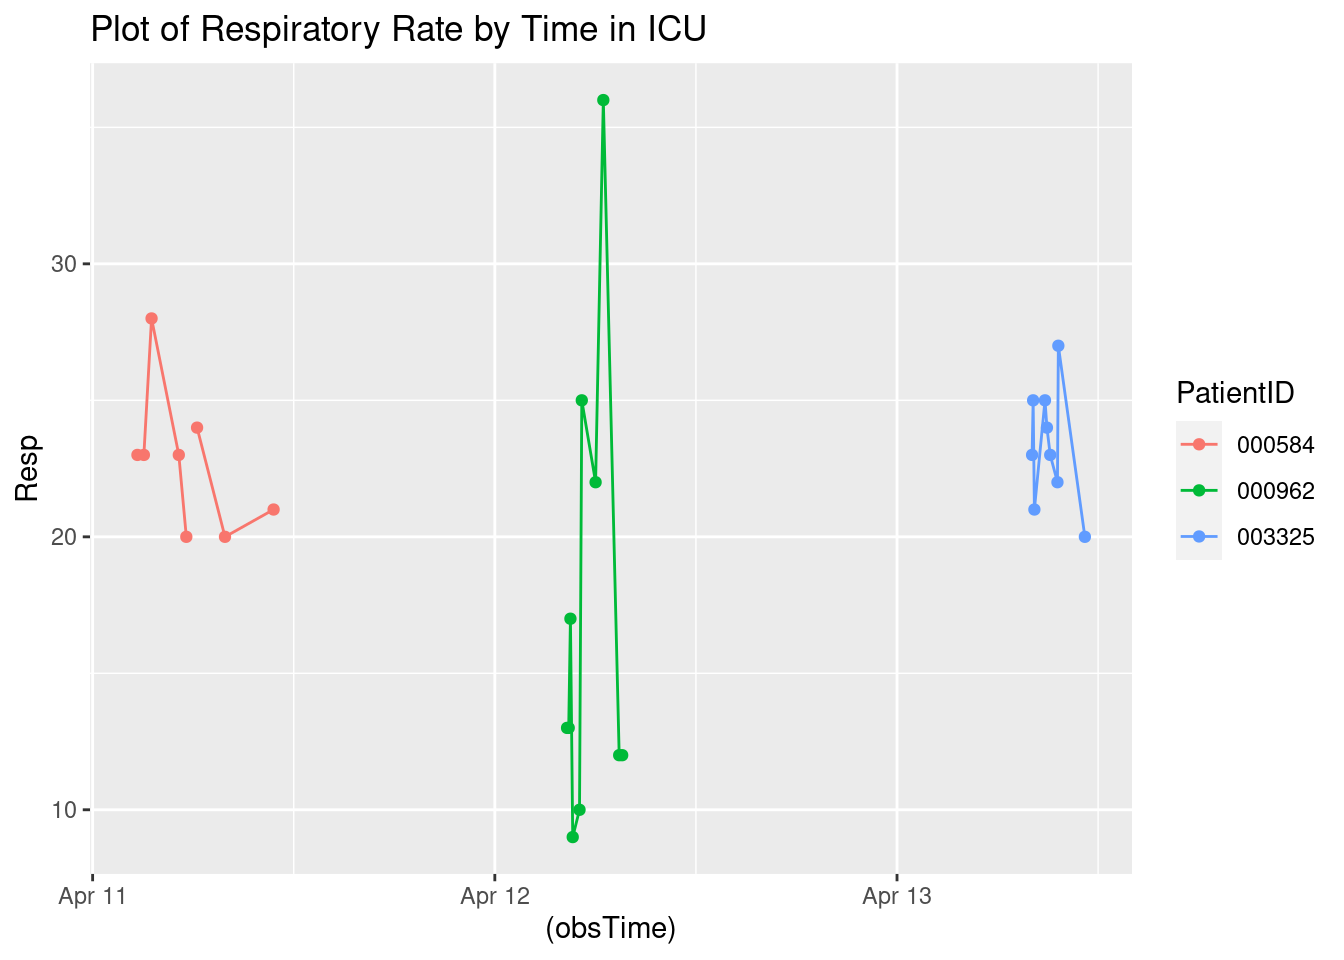 Plot of Respiratory Rate by Time in ICU
Resp
30
20
10
Apr 11
Apr 12
Apr 13
(obsTime)
PatientID
000584
000962
003325